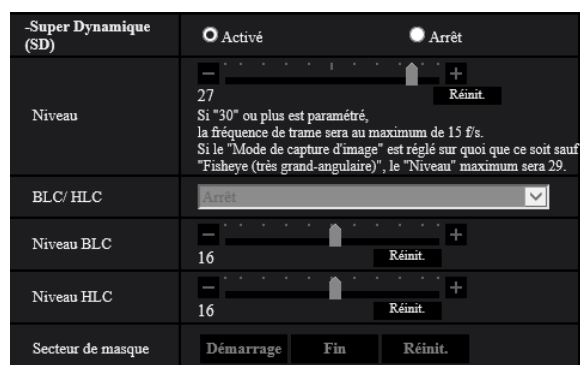 -Super Dynamique (SD)
Activé
Arrêt
Niveau
27
Réinit.
Si "30" ou plus est paramétré,
la fréquence de trame sera au maximum de 15 f/s.
Si le "Mode de capture d'image" est réglé sur quoi que ce soit sauf
"Fisheye (très grand-angulaire)", le "Niveau" maximum sera 29.
BLC/ HLC
Arrêt
Niveau BLC
16
Réinit.
Niveau HLC
16
Réinit.
Secteur de masque
Démarrage
Fin
Réinit.